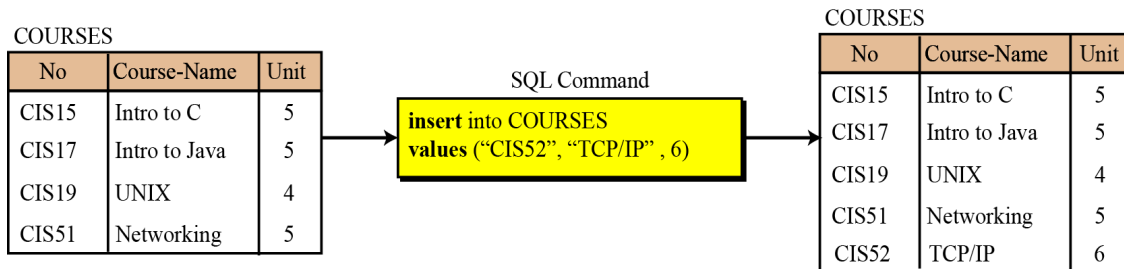 COURSES
No Course-Name Unit
CIS15 Intro to C 5
CIS17 Intro to Java 5
CIS19 UNIX 4
CIS51 Networking 5
SQL Command
insert into COURSES
values (“CIS52”, “TCP/IP” , 6)
COURSES
No Course-Name Unit
CIS15 Intro to C 5
CIS17 Intro to Java 5
CIS19 UNIX 4
CIS51 Networking 5
CIS52 TCP/IP 6